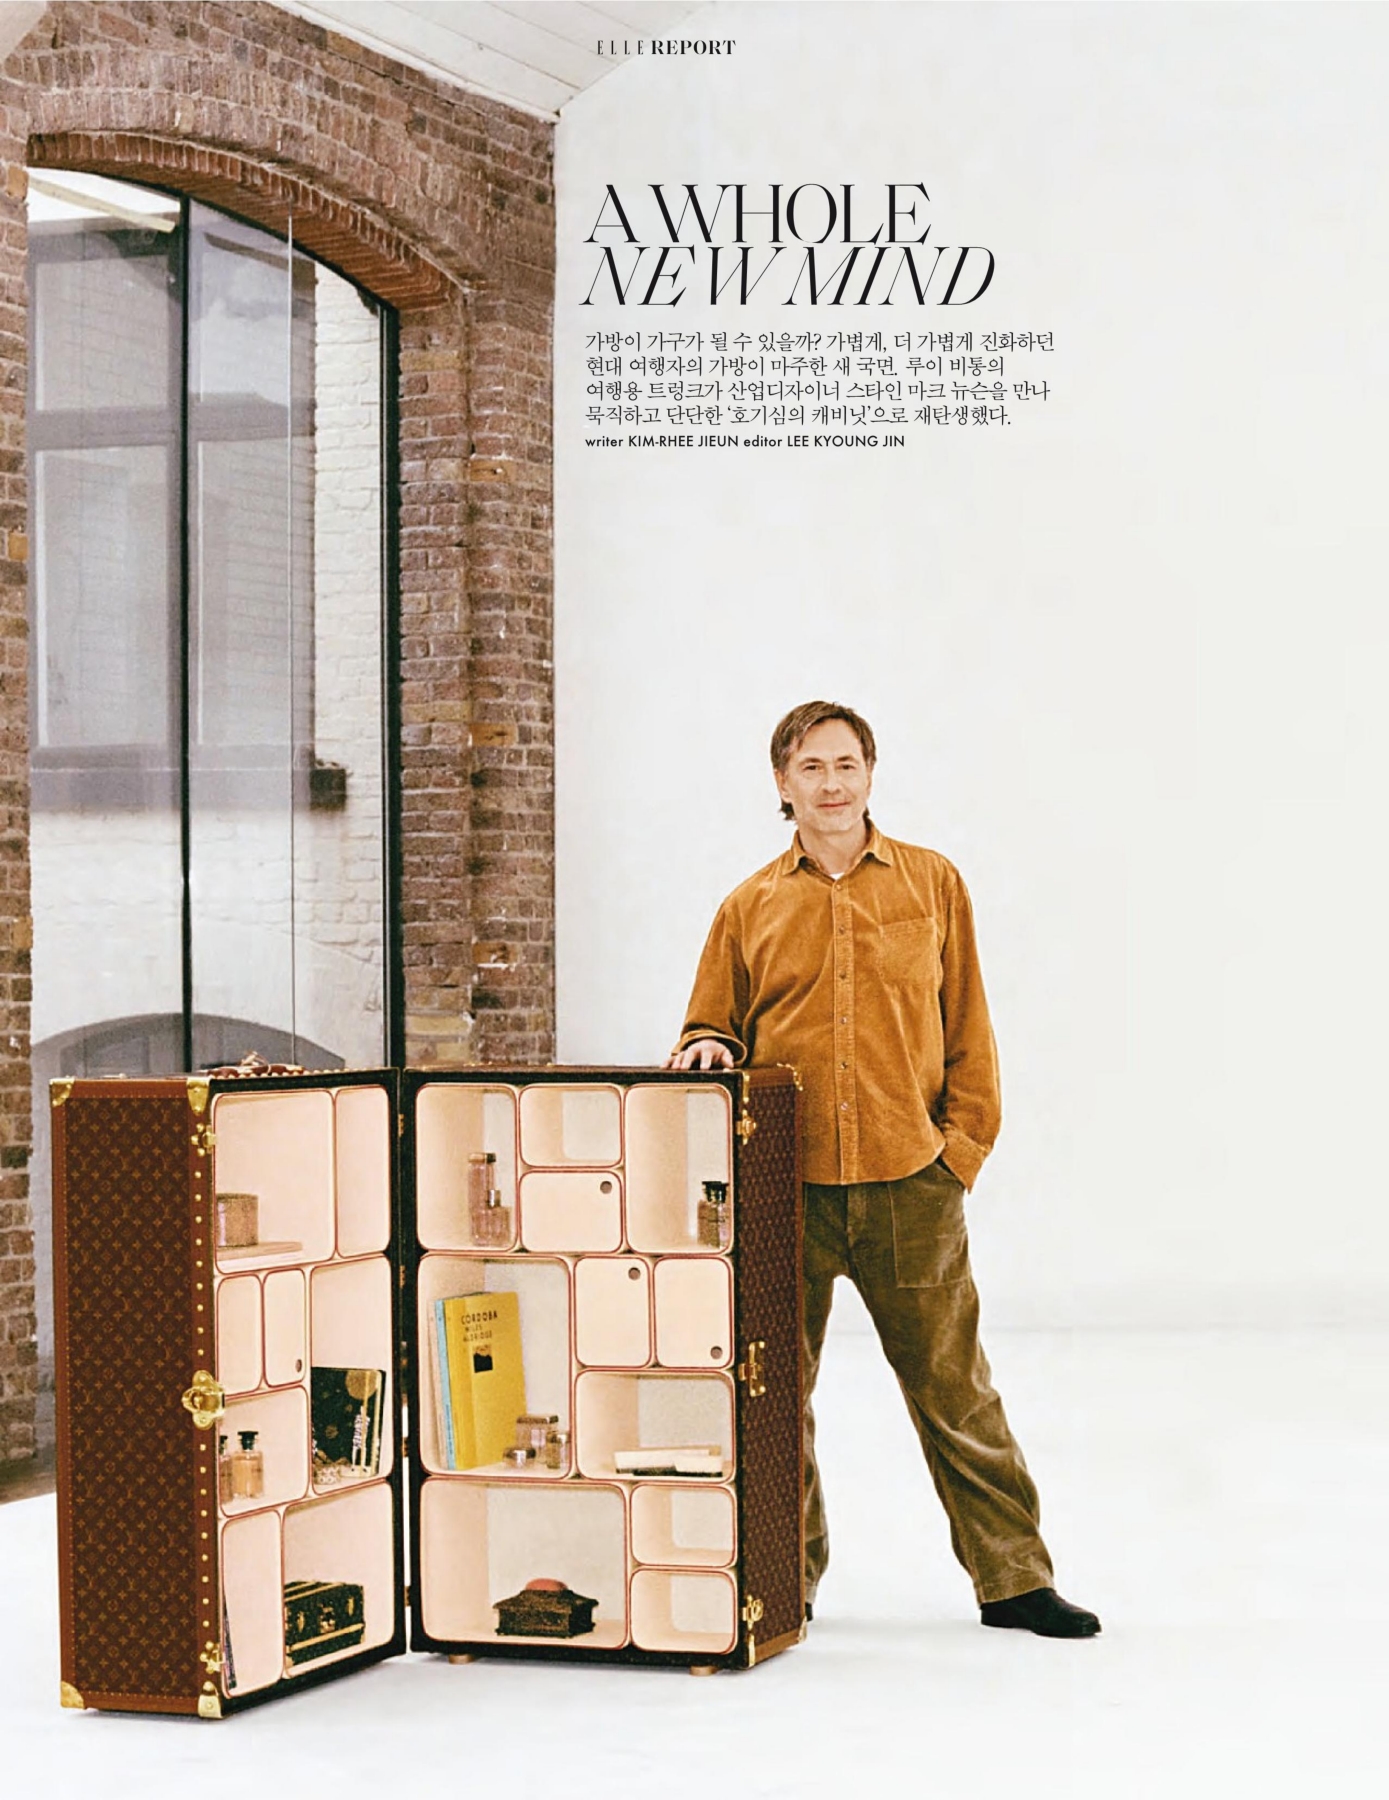 ELLE REPORT
A WHOLE
NEW MIND
가방이 가구가 될 수 있을까? 가볍게, 더 가볍게 진화하던
현대 여행자의 가방이 마주한 새 국면. 루이 비통의
여행용 트렁크가 산업디자이너 스타인 마크 뉴슨을 만나
묵직하고 단단한 ‘호기심의 캐비닛’으로 재탄생했다.
writer KIM-RHEE JIEUN editor LEE KYOUNG JIN
CORDOBA
MILES
ALDRIDGE